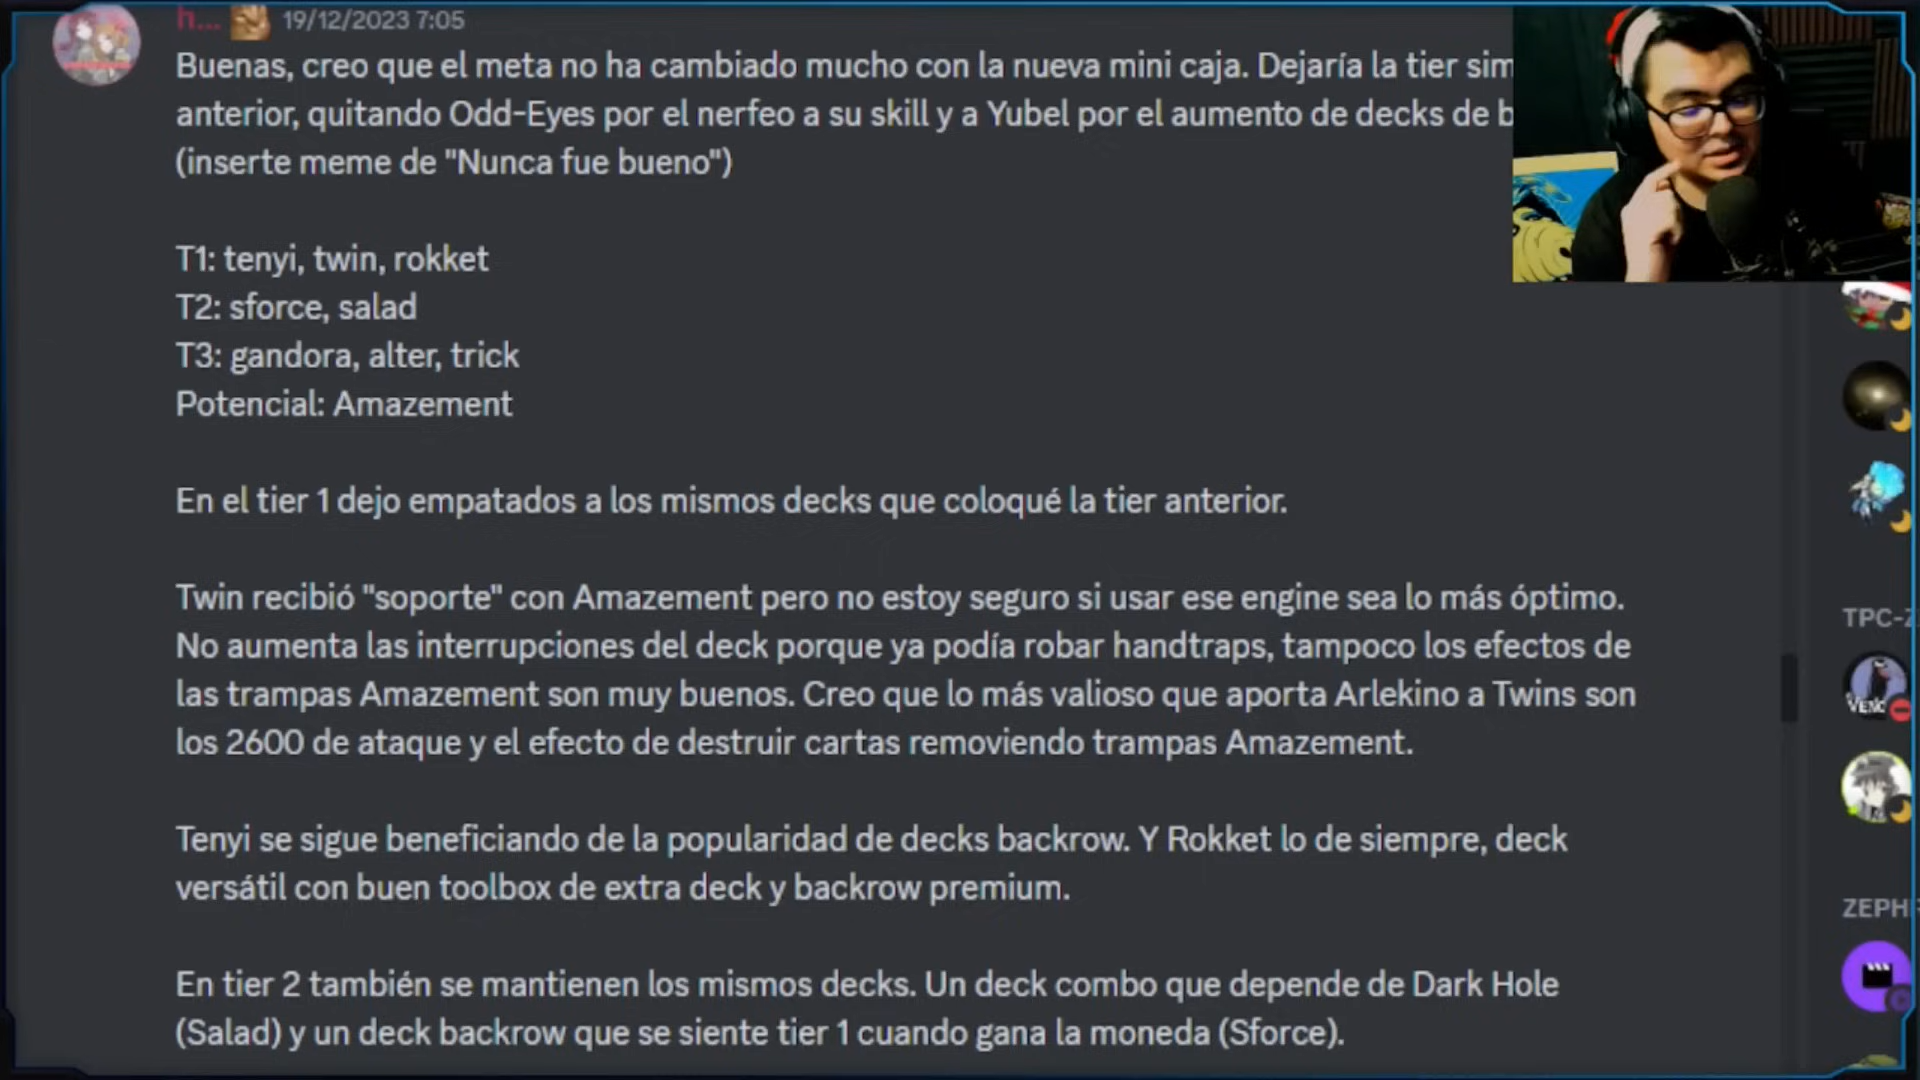 h... 19/12/2023 7:05
Buenas, creo que el meta no ha cambiado mucho con la nueva mini caja. Dejaría la tier
anterior, quitando Odd-Eyes por el nerfeo a su skill y a Yubel por el aumento de decks de
(inserte meme de "Nunca fue bueno")
T1: tenyi, twin, rokket
T2: sforce, salad
T3: gandora, alter, trick
Potencial: Amazement
En el tier 1 dejo empatados a los mismos decks que coloqué la tier anterior.
Twin recibió "soporte" con Amazement pero no estoy seguro si usar ese engine sea lo más óptimo.
No aumenta las interrupciones del deck porque ya podía robar handtraps, tampoco los efectos de
las trampas Amazement son muy buenos. Creo que lo más valioso que aporta Arlekino a Twins son
los 2600 de ataque y el efecto de destruir cartas removiendo trampas Amazement.
Tenyi se sigue beneficiando de la popularidad de decks backrow. Y Rokket lo de siempre, deck
versátil con buen toolbox de extra deck y backrow premium.
En tier 2 también se mantienen los mismos decks. Un deck combo que depende de Dark Hole
(Salad) y un deck backrow que se siente tier 1 cuando gana la moneda (Sforce).
TPC-Z
ZEPH